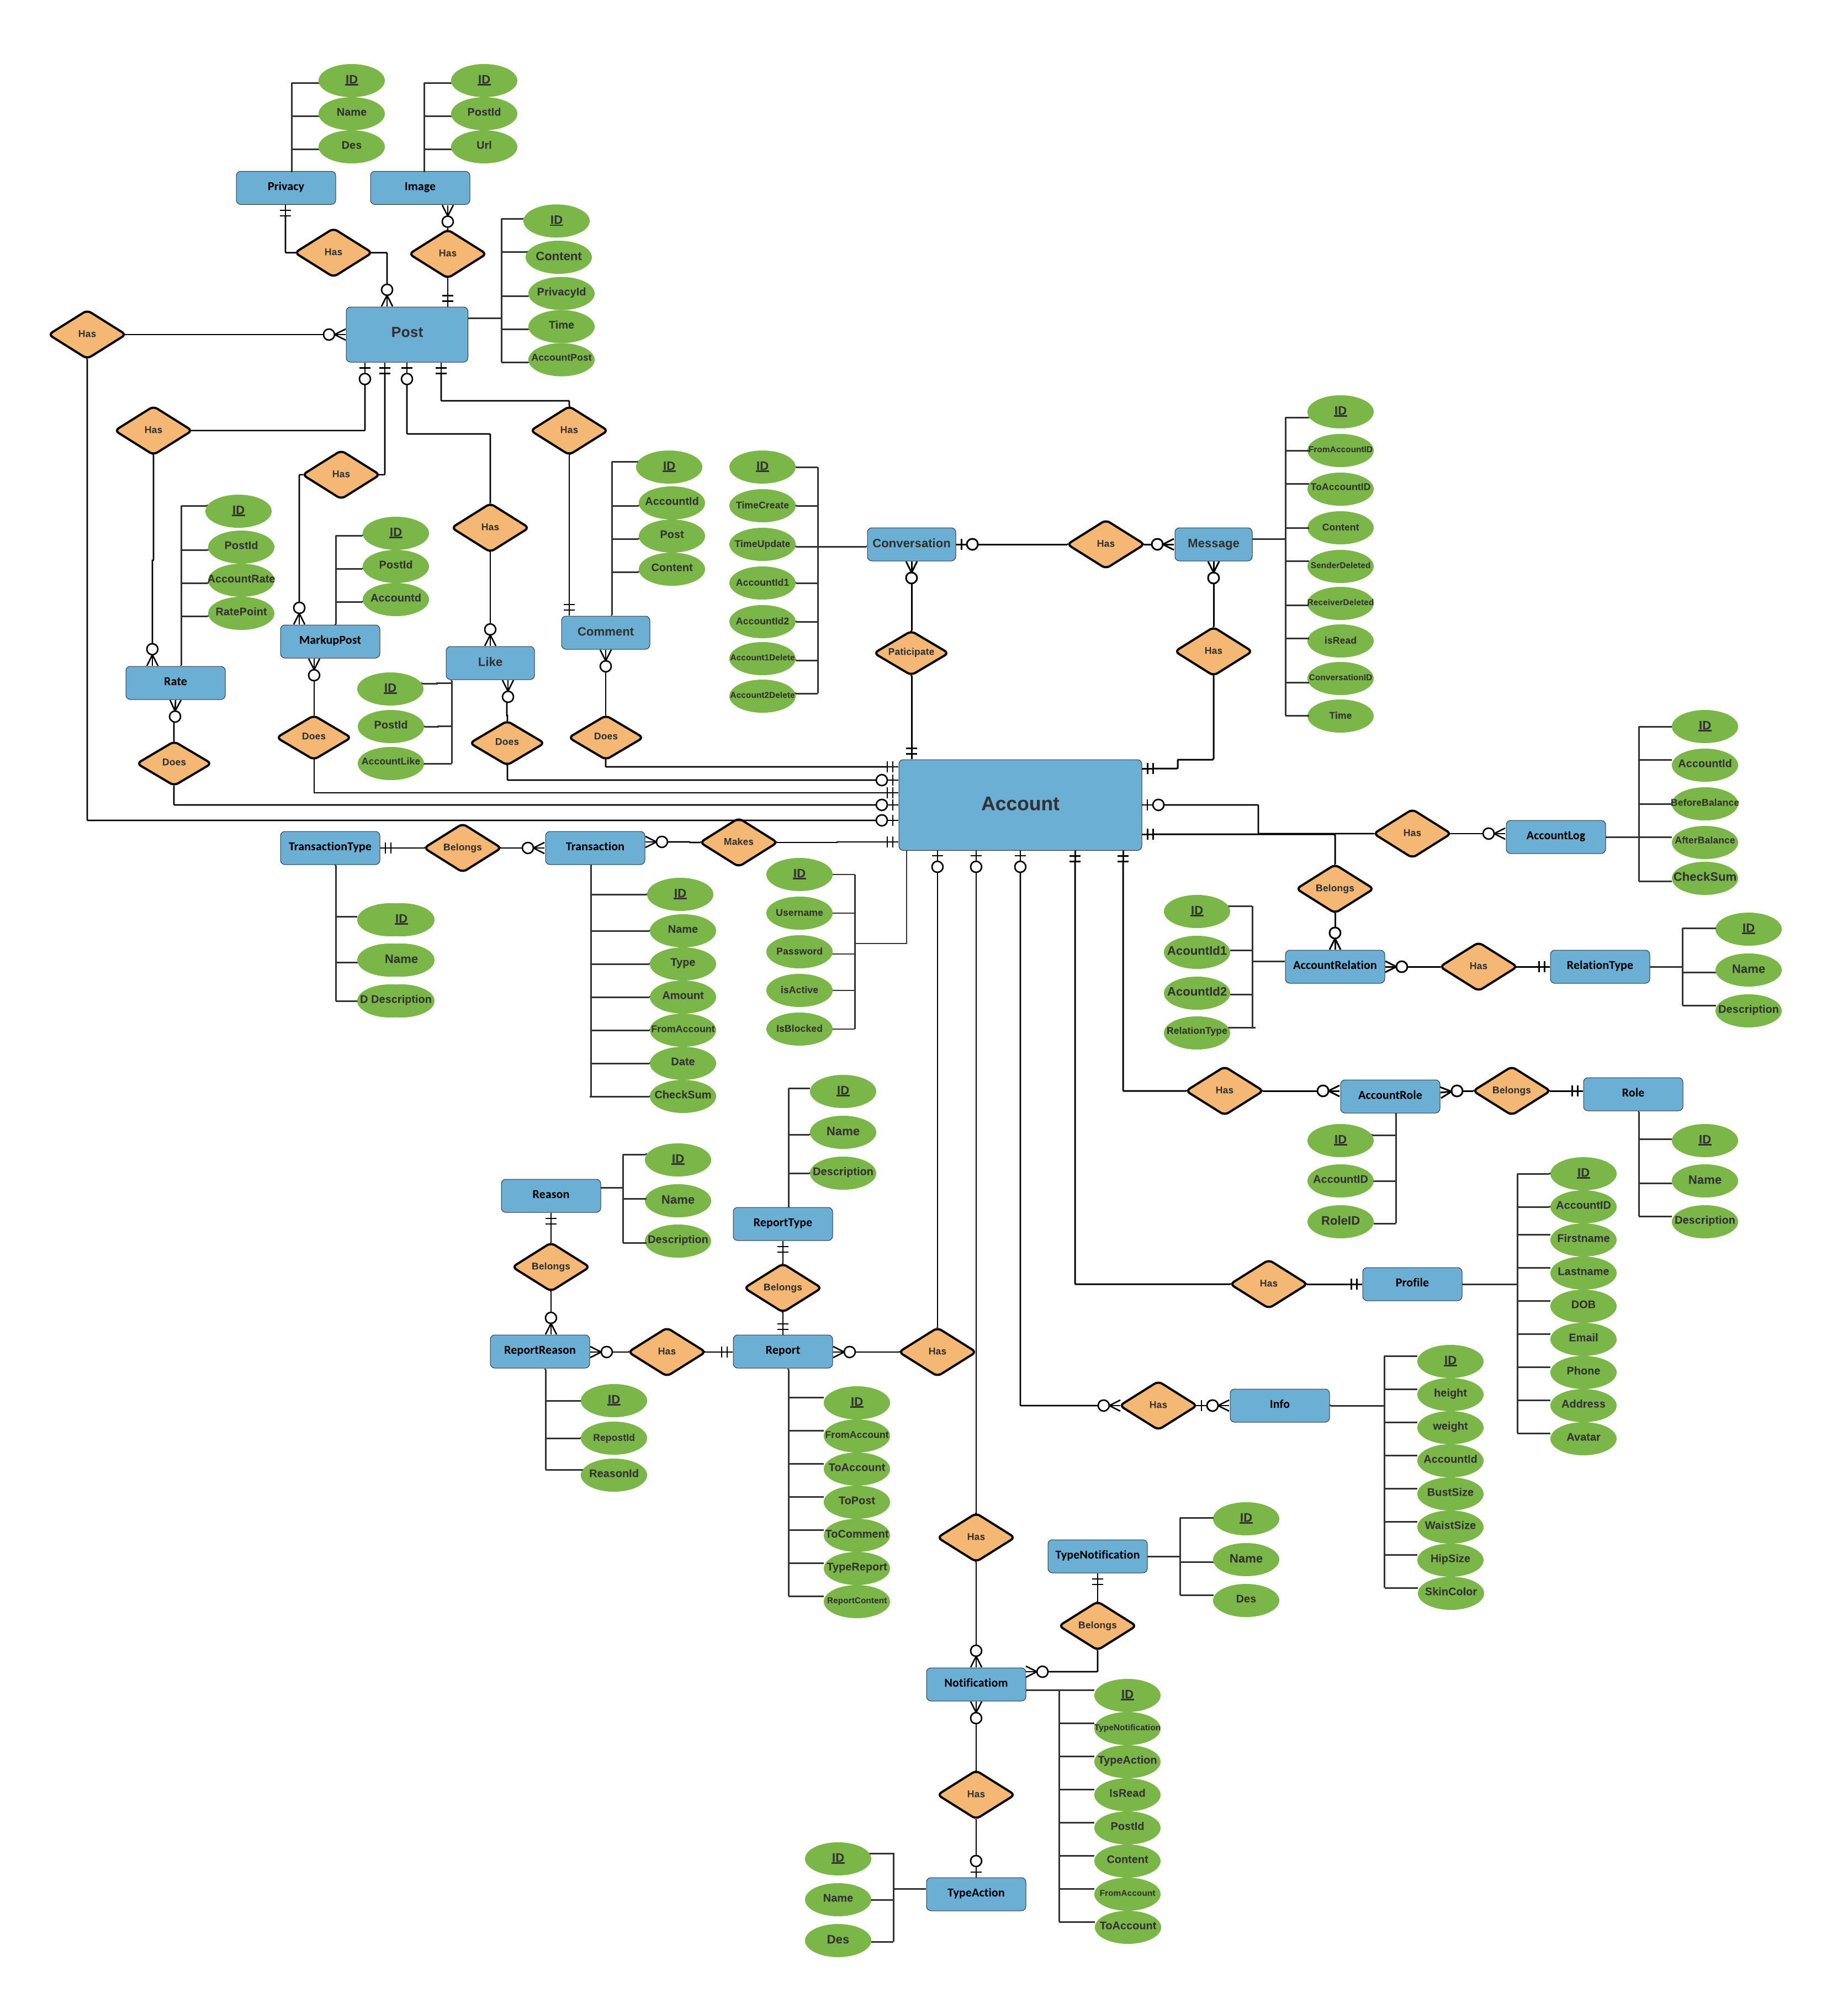 ID
Name
Des
Privacy
ID
PostId
Url
Image
Has
Has
ID
Content
PrivacyId
Time
AccountPost
Post
Has
Has
Has
Has
Has
ID
PostId
AccountRate
RatePoint
Rate
Does
ID
PostId
Accountd
MarkupPost
Does
Like
ID
PostId
AccountLike
Does
ID
AccountId
Post
Content
Comment
Does
ID
TimeCreate
TimeUpdate
AccountId1
AccountId2
Account1Delete
Account2Delete
Conversation
Has
Message
Paticipate
Has
ID
FromAccountID
ToAccountID
Content
SenderDeleted
ReceiverDeleted
isRead
ConversationID
Time
Account
TransactionType
Belongs
Transaction
Makes
ID
Name
D Description
ID
Name
Type
Amount
FromAccount
Date
CheckSum
ID
Username
Password
isActive
IsBlocked
Has
AccountLog
ID
AccountId
BeforeBalance
AfterBalance
CheckSum
Belongs
ID
AcountId1
AcountId2
RelationType
AccountRelation
Has
RelationType
ID
Name
Description
Has
AccountRole
Belongs
Role
ID
AccountID
RoleID
ID
Name
Description
Has
Profile
ID
AccountID
Firstname
Lastname
DOB
Email
Phone
Address
Avatar
Reason
ID
Name
Description
Belongs
ReportReason
ID
RepostId
ReasonId
Has
ID
Name
Description
ReportType
Belongs
Report
Has
ID
FromAccount
ToAccount
ToPost
ToComment
TypeReport
ReportContent
Has
Info
ID
height
weight
AccountId
BustSize
WaistSize
HipSize
SkinColor
Has
TypeNotification
ID
Name
Des
Belongs
Notificatiom
ID
TypeNotification
TypeAction
IsRead
PostId
Content
FromAccount
ToAccount
Has
TypeAction
ID
Name
Des